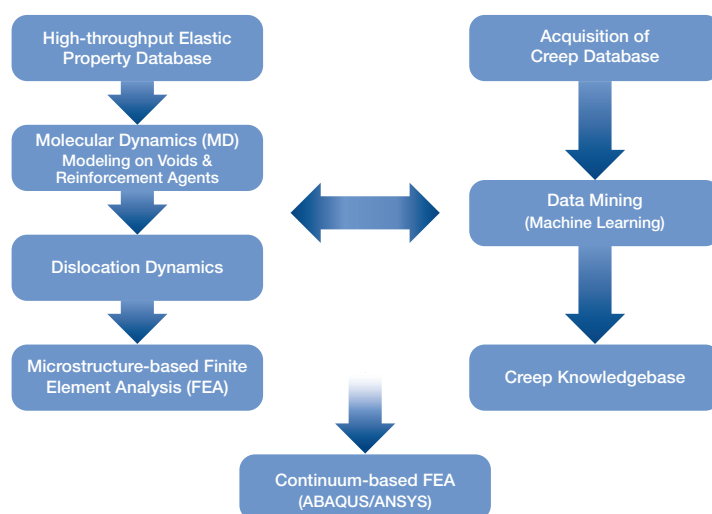 High-throughput Elastic
Property Database
Molecular Dynamics (MD)
Modeling on Voids &
Reinforcement Agents
Dislocation Dynamics
Microstructure-based Finite
Element Analysis (FEA)
Acquisition of
Creep Database
Data Mining
(Machine Learning)
Creep Knowledgebase
Continuum-based FEA
(ABAQUS/ANSYS)